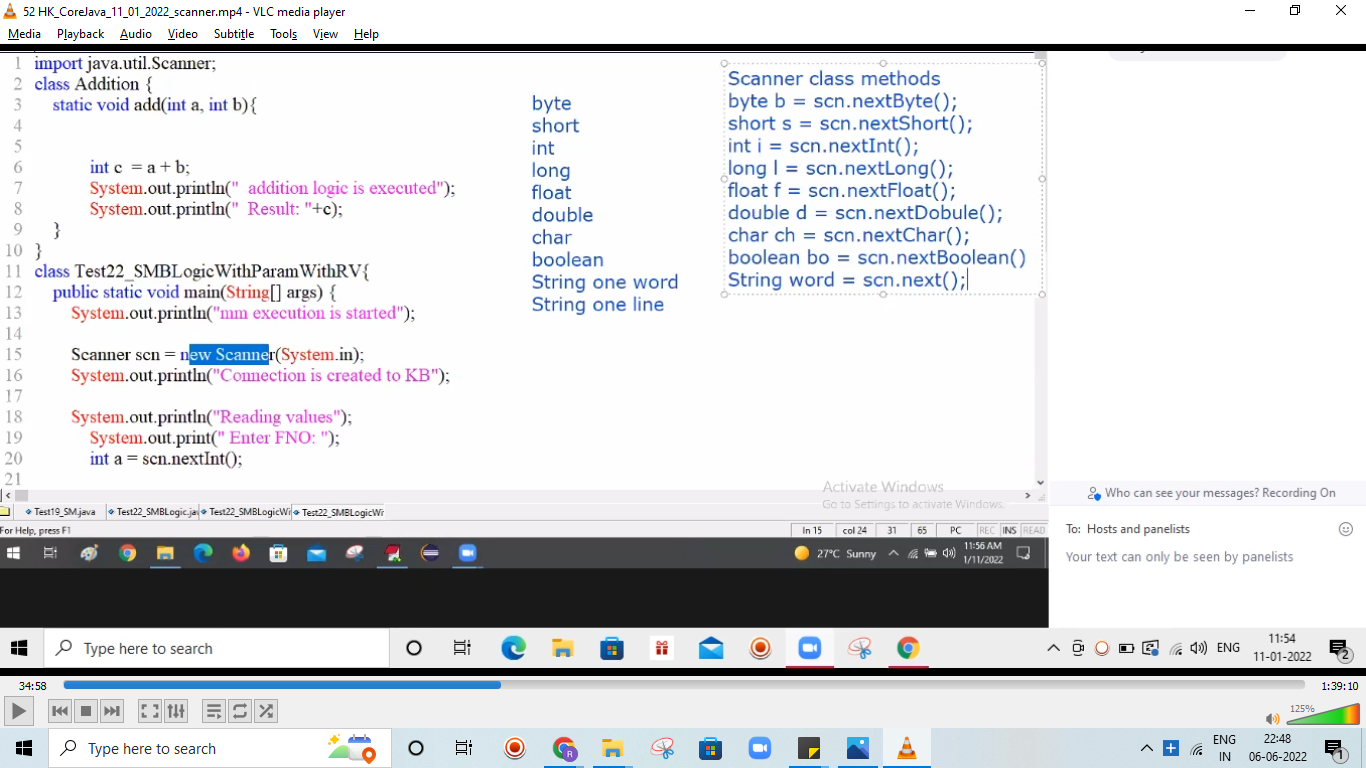 52 HK_CoreJava_11_01_2022_scanner.mp4 - VLC media player
Media Playback Audio Video Subtitle Tools View Help
1 import java.util.Scanner;
2 class Addition {
3 static void add(int a, int b){
4
5
6 int c = a + b;
7 System.out.println(" addition logic is executed");
8 System.out.println(" Result: "+c);
9 }
10 }
11 class Test22_SMBLogicWithParamWithRV{
12 public static void main(String[] args) {
13 System.out.println("mm execution is started");
14
15 Scanner scn = new Scanner(System.in);
16 System.out.println("Connection is created to KB");
17
18 System.out.println("Reading values");
19 System.out.print(" Enter FNO: ");
20 int a = scn.nextInt();
21
byte
short
int
long
float
double
char
boolean
String one word
String one line
Scanner class methods
byte b = scn.nextByte();
short s = scn.nextShort();
int i = scn.nextInt();
long l = scn.nextLong();
float f = scn.nextFloat();
double d = scn.nextDobule();
char ch = scn.nextChar();
boolean bo = scn.nextBoolean()
String word = scn.next();
Activate Windows
Go to Settings to activate Windows.
Test19_SM.java Test22_SMBLogic.ja Test22_SMBLogicWi Test22_SMBLogicWi
For Help, press F1
ln 15 col 24 31 65 PC REC INS READ
27°C Sunny
11:56 AM
1/11/2022
Who can see your messages? Recording On
To: Hosts and panelists
Your text can only be seen by panelists
Type here to search
ENG
11:54
11-01-2022
2
34:58
1:39:10
125%
Type here to search
ENG
IN
22:48
06-06-2022
1